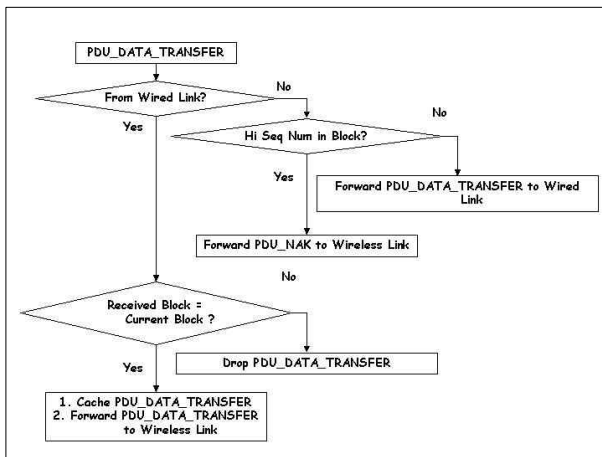 PDU_DATA_TRANSFER
No
From Wired Link?
No
Yes
Hi Seq Num in Block?
Yes
Forward PDU_DATA_TRANSFER to Wired
Link
Forward PDU_NAK to Wireless Link
No
Received Block =
Current Block ?
Yes
Drop PDU_DATA_TRANSFER
1. Cache PDU_DATA_TRANSFER
2. Forward PDU_DATA_TRANSFER
to Wireless Link